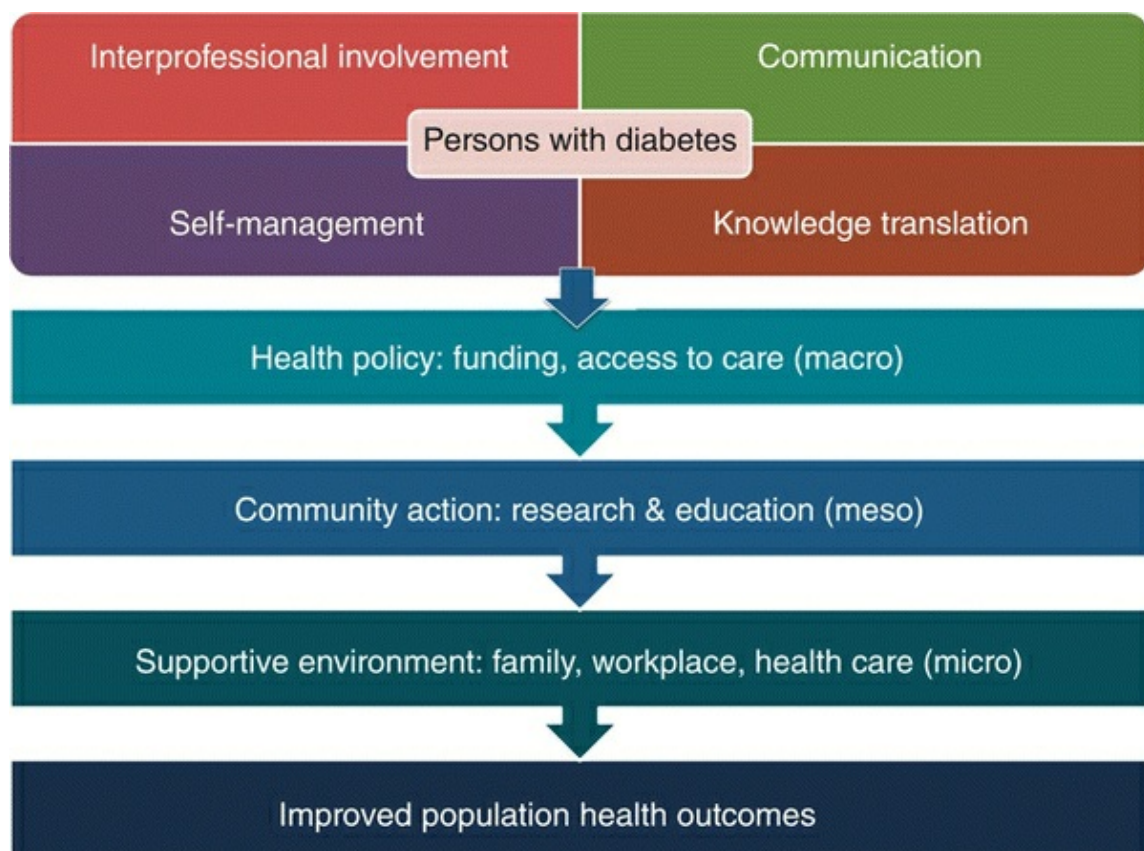 Interprofessional involvement
Communication
Persons with diabetes
Self-management
Knowledge translation
Health policy: funding, access to care (macro)
Community action: research & education (meso)
Supportive environment: family, workplace, health care (micro)
Improved population health outcomes